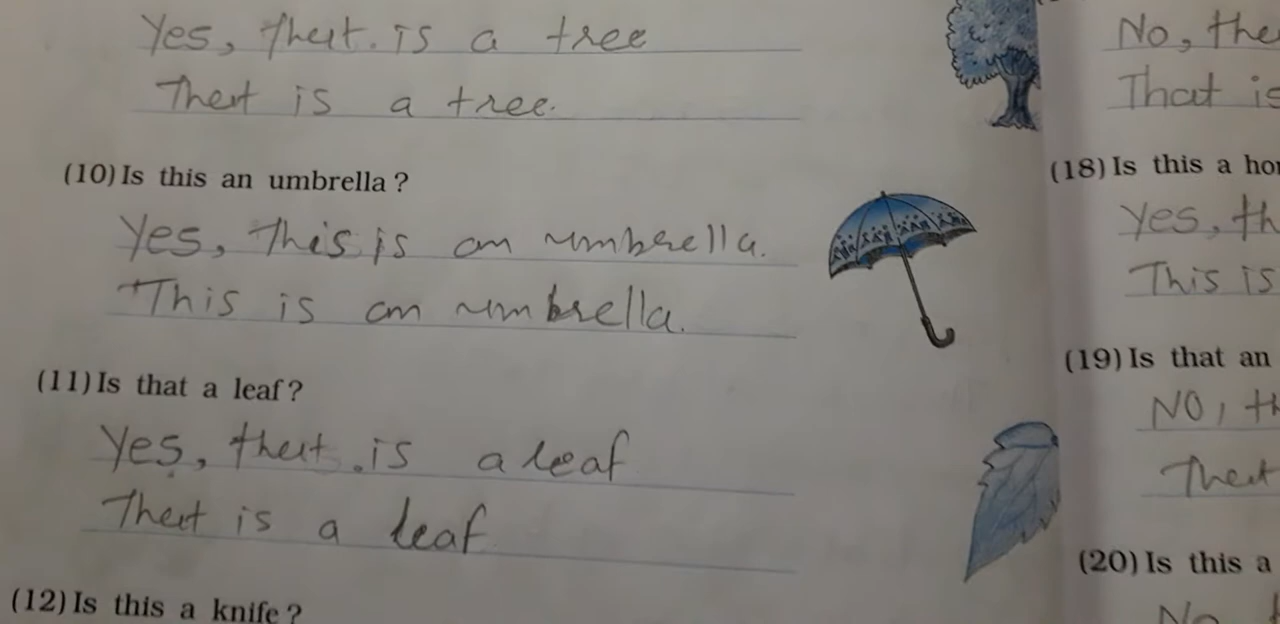 Yes, that is a tree
That is a tree.
(10) Is this an umbrella?
Yes, this is an umbrella.
This is an umbrella.
(11) Is that a leaf?
Yes, that is a leaf
That is a leaf
(12) Is this a knife?
No, the
That is
(18) Is this a hor
Yes, th
This is
(19) Is that an
NO, th
That
(20) Is this a
No